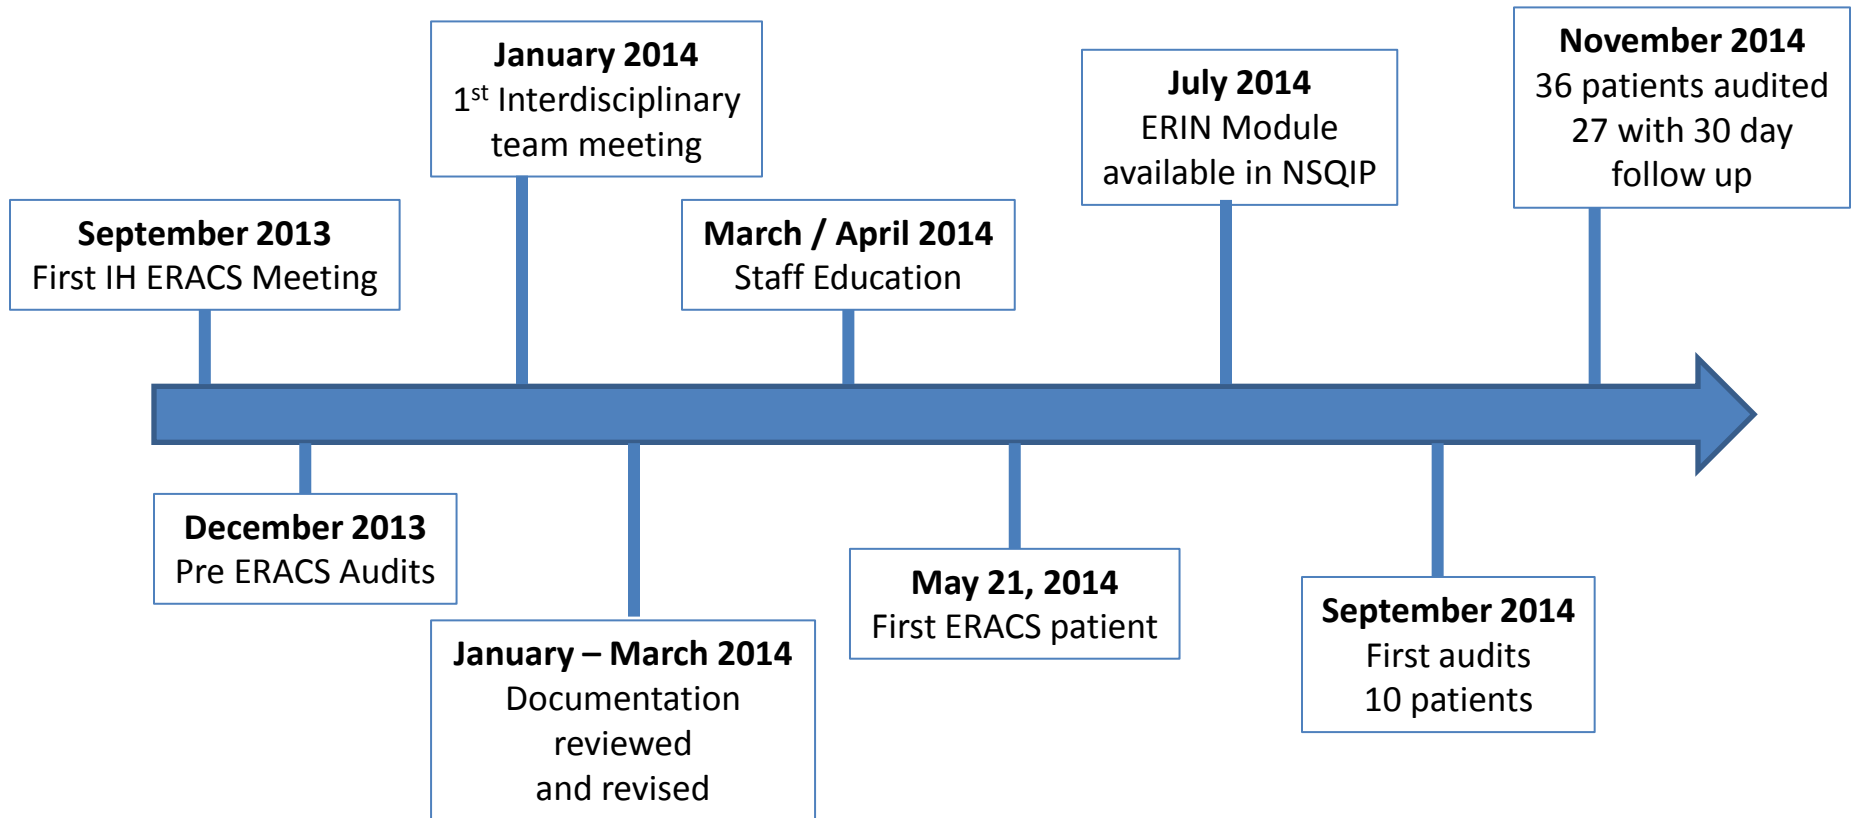 September 2013
First IH ERACS Meeting
December 2013
Pre ERACS Audits
January 2014
1st Interdisciplinary
team meeting
January – March 2014
Documentation
reviewed
and revised
March / April 2014
Staff Education
May 21, 2014
First ERACS patient
July 2014
ERIN Module
available in NSQIP
September 2014
First audits
10 patients
November 2014
36 patients audited
27 with 30 day
follow up